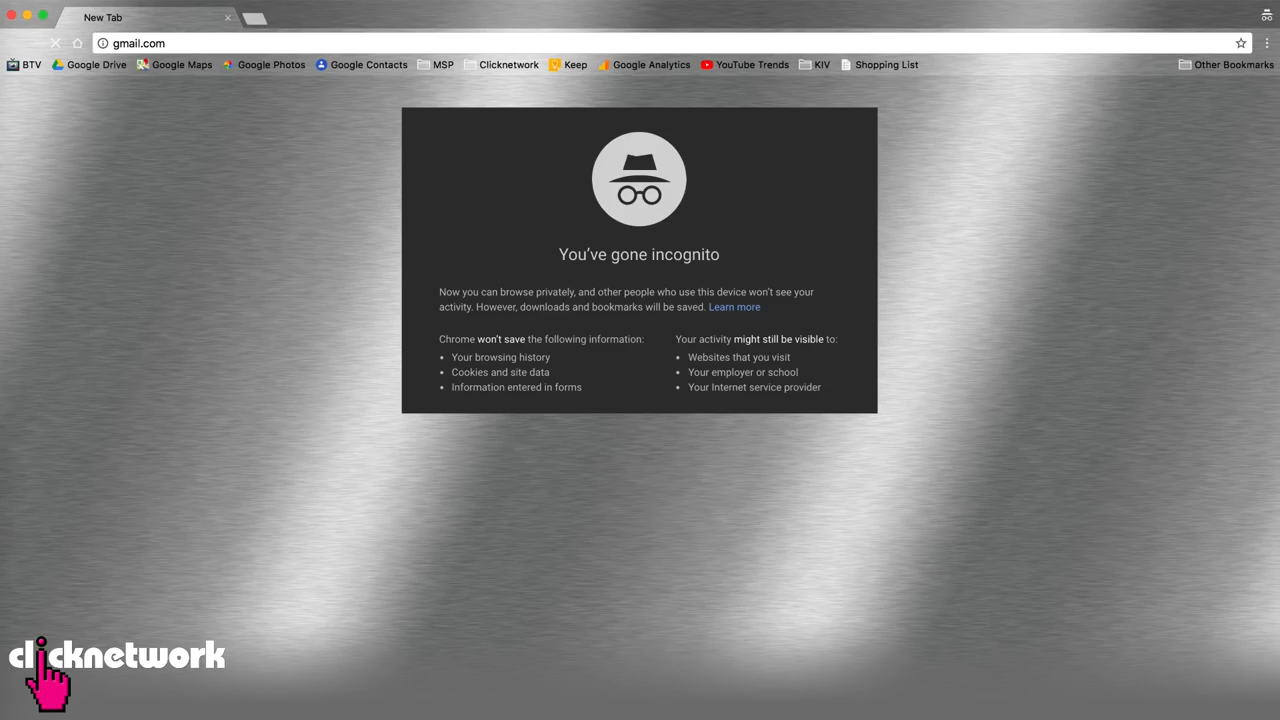 New Tab
gmail.com
BTV Google Drive Google Maps Google Photos Google Contacts MSP Clicknetwork Keep Google Analytics YouTube Trends KIV Shopping List Other Bookmarks
You've gone incognito
Now you can browse privately, and other people who use this device won't see your
activity. However, downloads and bookmarks will be saved. Learn more
Chrome won't save the following information:
• Your browsing history
• Cookies and site data
• Information entered in forms
Your activity might still be visible to:
• Websites that you visit
• Your employer or school
• Your Internet service provider
clicknetwork